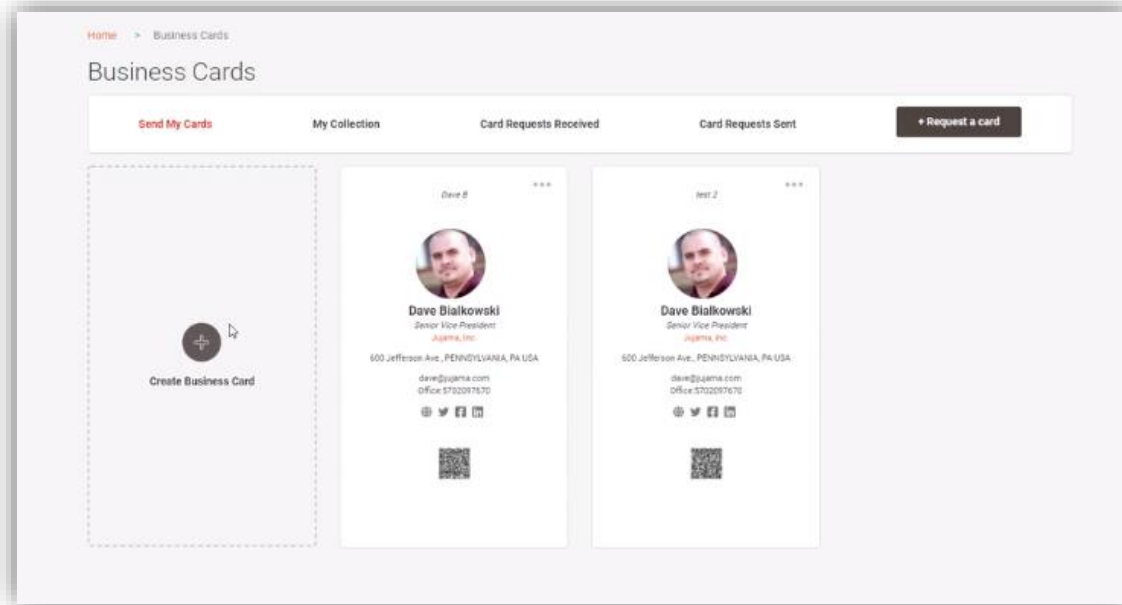 Home > Business Cards
Business Cards
Send My Cards My Collection Card Requests Received Card Requests Sent + Request a card
Create Business Card
Dave B
Dave Bialkowski
Senior Vice President
Jujama, Inc
600 Jefferson Ave., PENNSYLVANIA, PA USA
dave@jujama.com
Office:5702097670
test 2
Dave Bialkowski
Senior Vice President
Jujama, Inc
600 Jefferson Ave., PENNSYLVANIA, PA USA
dave@jujama.com
Office:5702097670